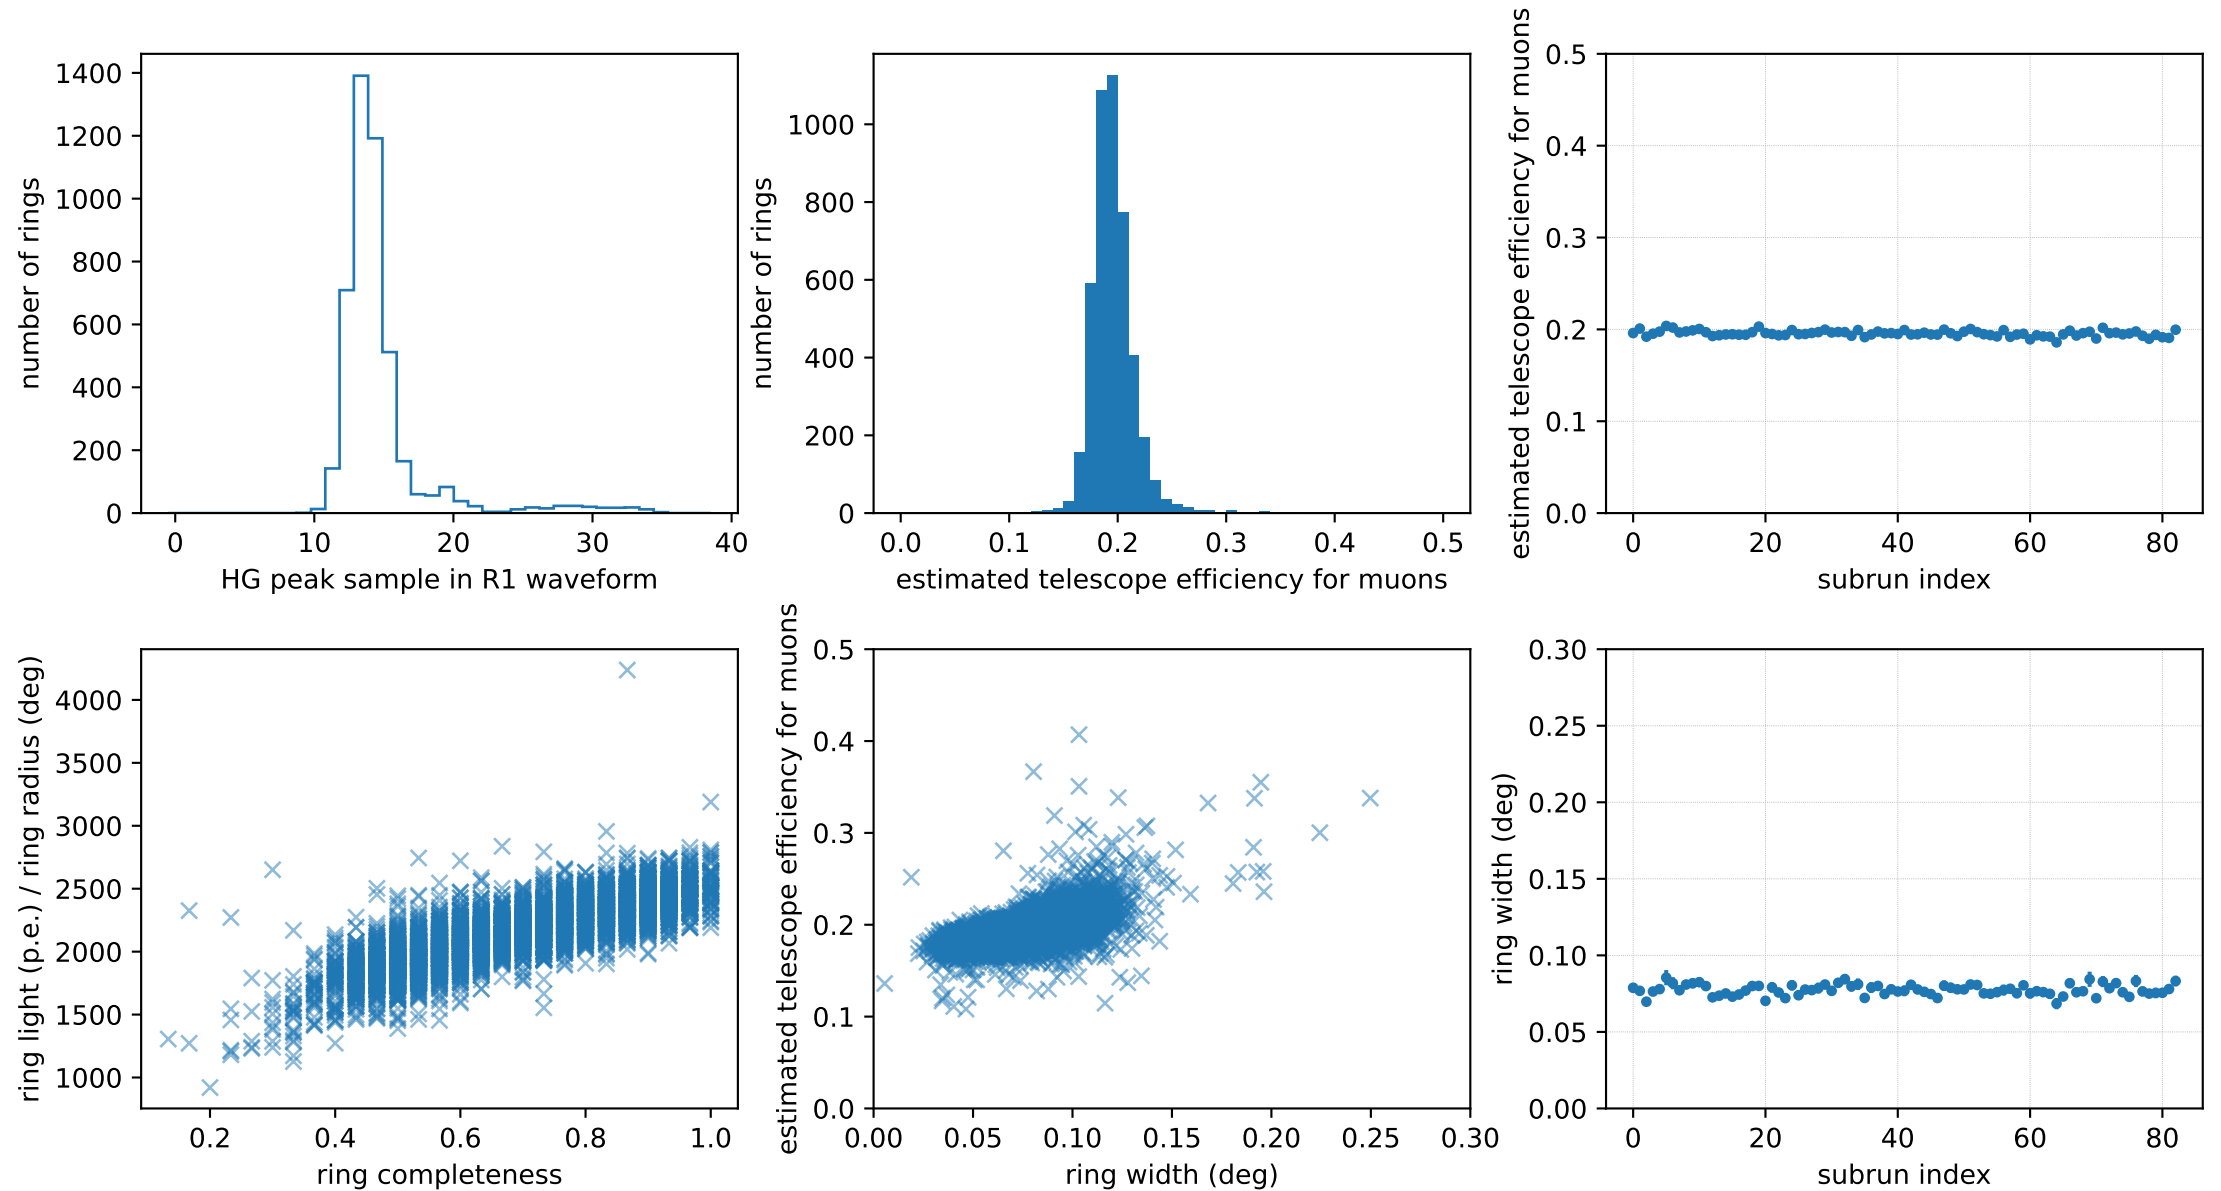 number of rings
1400
1200
1000
800
600
400
200
0
0 10 20 30 40
HG peak sample in R1 waveform
number of rings
1000
800
600
400
200
0
0.0 0.1 0.2 0.3 0.4 0.5
estimated telescope efficiency for muons
estimated telescope efficiency for muons
0.5
0.4
0.3
0.2
0.1
0.0
0 20 40 60 80
subrun index
ring light (p.e.) / ring radius (deg)
4000
3500
3000
2500
2000
1500
1000
0.2 0.4 0.6 0.8 1.0
ring completeness
estimated telescope efficiency for muons
0.5
0.4
0.3
0.2
0.1
0.0
0.00 0.05 0.10 0.15 0.20 0.25 0.30
ring width (deg)
ring width (deg)
0.30
0.25
0.20
0.15
0.10
0.05
0.00
0 20 40 60 80
subrun index